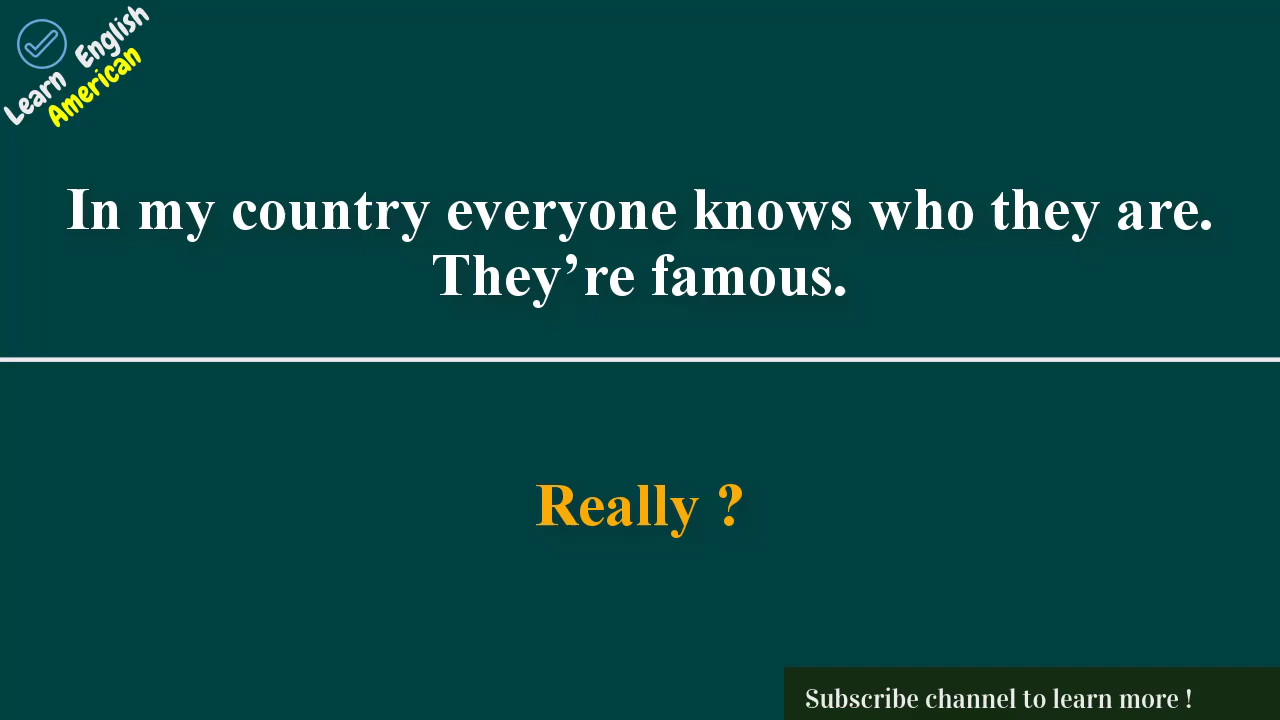 Learn English
American
In my country everyone knows who they are.
They’re famous.
Really ?
Subscribe channel to learn more !